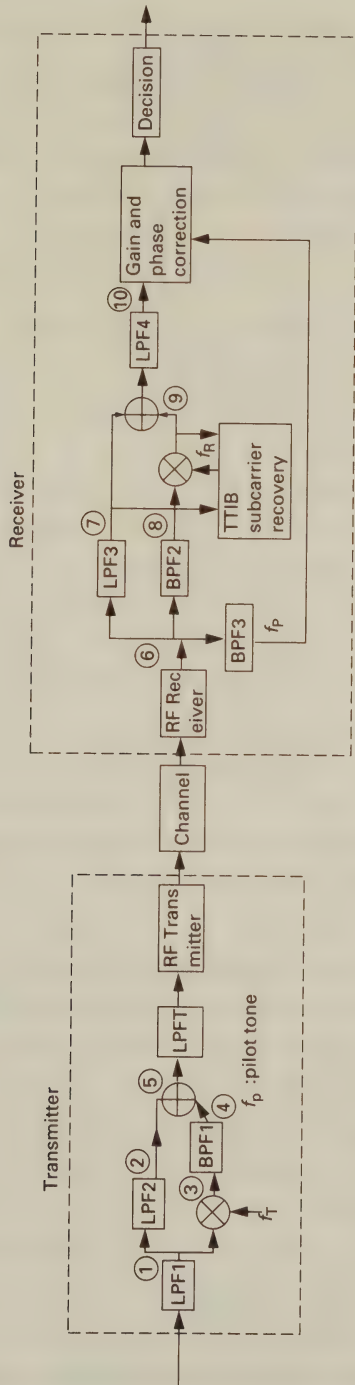 Transmitter
LPF1
①
LPF2
②
③
f_T
BPF1
④
⑤
f_p :pilot tone
LPFT
RF Trans
mitter
Channel
Receiver
RF Rec
eiver
⑥
LPF3
⑦
BPF2
⑧
BPF3
f_P
TTIB
subcarrier
recovery
f_R
⑨
LPF4
⑩
Gain and
phase
correction
Decision